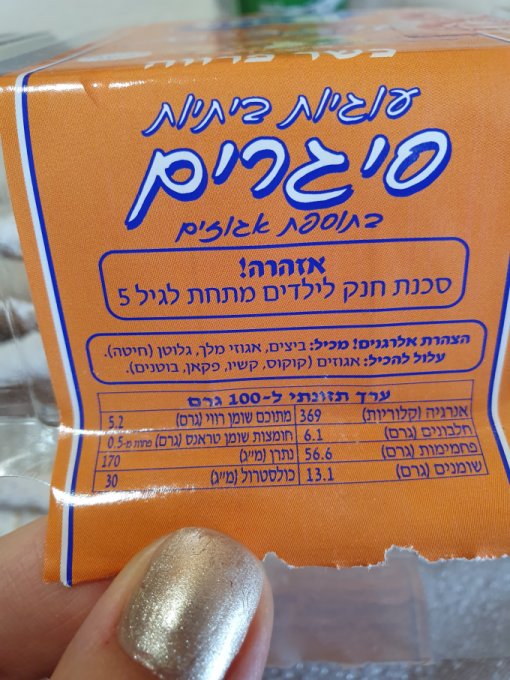 כשר פרווה
עוגיות ביתיות
סיגרים
בתוספת אגוזים
אזהרה!
סכנת חנק לילדים מתחת לגיל 5
הצהרת אלרגנים! מכיל: ביצים, אגוזי מלך, גלוטן (חיטה).
עלול להכיל: אגוזים (קוקוס, קשיו, פקאן, בוטנים).
ערך תזונתי ל-100 גרם
אנרגיה (קלוריות) 369 מתוכם שומן רווי (גרם) 5.2
חלבונים (גרם) 6.1 חומצות שומן טראנס (גרם) פחות מ-0.5
פחמימות (גרם) 56.6 נתרן (מ"ג) 170
שומנים (גרם) 13.1 כולסטרול (מ"ג) 30